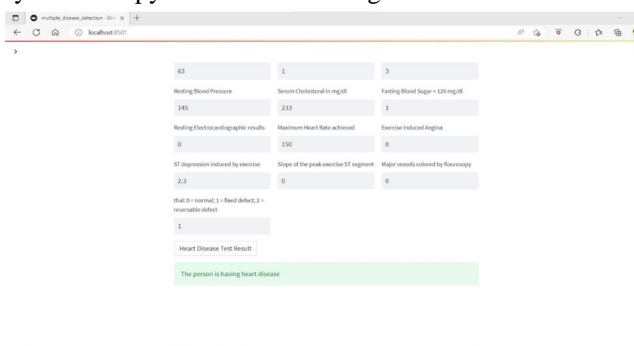 multiple_disease_detection · Stre
localhost:8501
63 1 3
Resting Blood Pressure Serum Cholestoral in mg/dl Fasting Blood Sugar > 120 mg/dl
145 233 1
Resting Electrocardiographic results Maximum Heart Rate achieved Exercise Induced Angina
0 150 0
ST depression induced by exercise Slope of the peak exercise ST segment Major vessels colored by flourosopy
2.3 0 0
thal: 0 = normal; 1 = fixed defect; 2 =
reversable defect
1
Heart Disease Test Result
The person is having heart disease